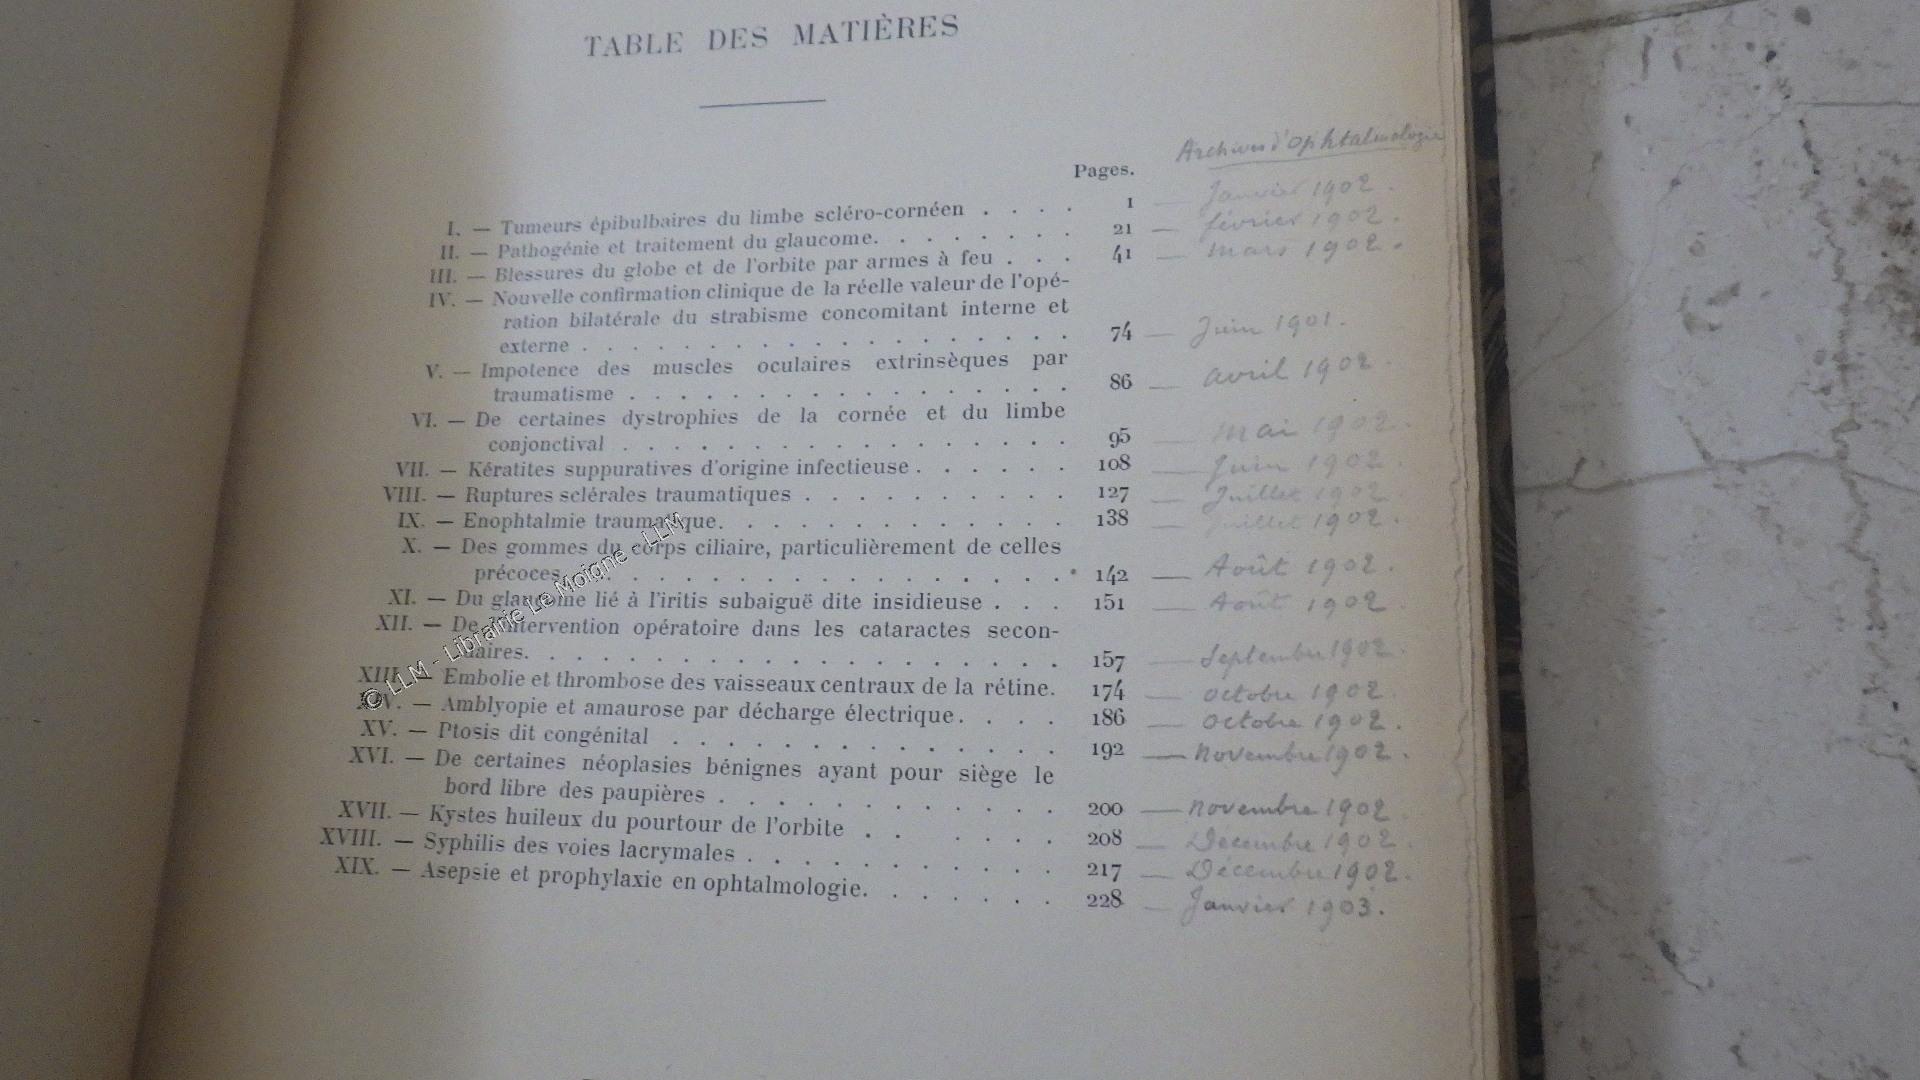 TABLE DES MATIÈRES
Archives d'Ophtalmologie
Pages.
I. — Tumeurs épibulbaires du limbe scléro-cornéen . . . . 1 — Janvier 1902.
II. — Pathogénie et traitement du glaucome. . . . . . . . 21 — février 1902.
III. — Blessures du globe et de l'orbite par armes à feu . . . 41 — mars 1902.
IV. — Nouvelle confirmation clinique de la réelle valeur de l'opé-
ration bilatérale du strabisme concomitant interne et
externe . . . . . . . . . . . . . . . . . . . 74 — Juin 1901.
V. — Impotence des muscles oculaires extrinsèques par
traumatisme . . . . . . . . . . . . . . . . . 86 — avril 1902
VI. — De certaines dystrophies de la cornée et du limbe
conjonctival . . . . . . . . . . . . . . . . . 95 — mai 1902.
VII. — Kératites suppuratives d'origine infectieuse . . . . . . 108 — Juin 1902.
VIII. — Ruptures sclérales traumatiques . . . . . . . . . . 127 — Juillet 1902.
IX. — Enophtalmie traumatique. . . . . . . . . . . . . 138 — Juillet 1902.
X. — Des gommes du corps ciliaire, particulièrement de celles
précoces. . . . . . . . . . . . . . . . . . . 142 — Août 1902.
XI. — Du glaucome lié à l'iritis subaiguë dite insidieuse . . . 151 — Août 1902.
XII. — De l'intervention opératoire dans les cataractes secon-
daires. . . . . . . . . . . . . . . . . . . . 157 — Septembre 1902.
XIII. — Embolie et thrombose des vaisseaux centraux de la rétine. 174 — octobre 1902.
XIV. — Amblyopie et amaurose par décharge électrique. . . . . 186 — octobre 1902.
XV. — Ptosis dit congénital . . . . . . . . . . . . . . 192 — novembre 1902.
XVI. — De certaines néoplasies bénignes ayant pour siège le
bord libre des paupières . . . . . . . . . . . . . 200 — novembre 1902.
XVII. — Kystes huileux du pourtour de l'orbite . . . . . . 208 — Décembre 1902.
XVIII. — Syphilis des voies lacrymales . . . . . . . . . . . 217 — Décembre 1902.
XIX. — Asepsie et prophylaxie en ophtalmologie. . . . . . . 228 — Janvier 1903.
© LLM - Librairie Le Moigne - LLM